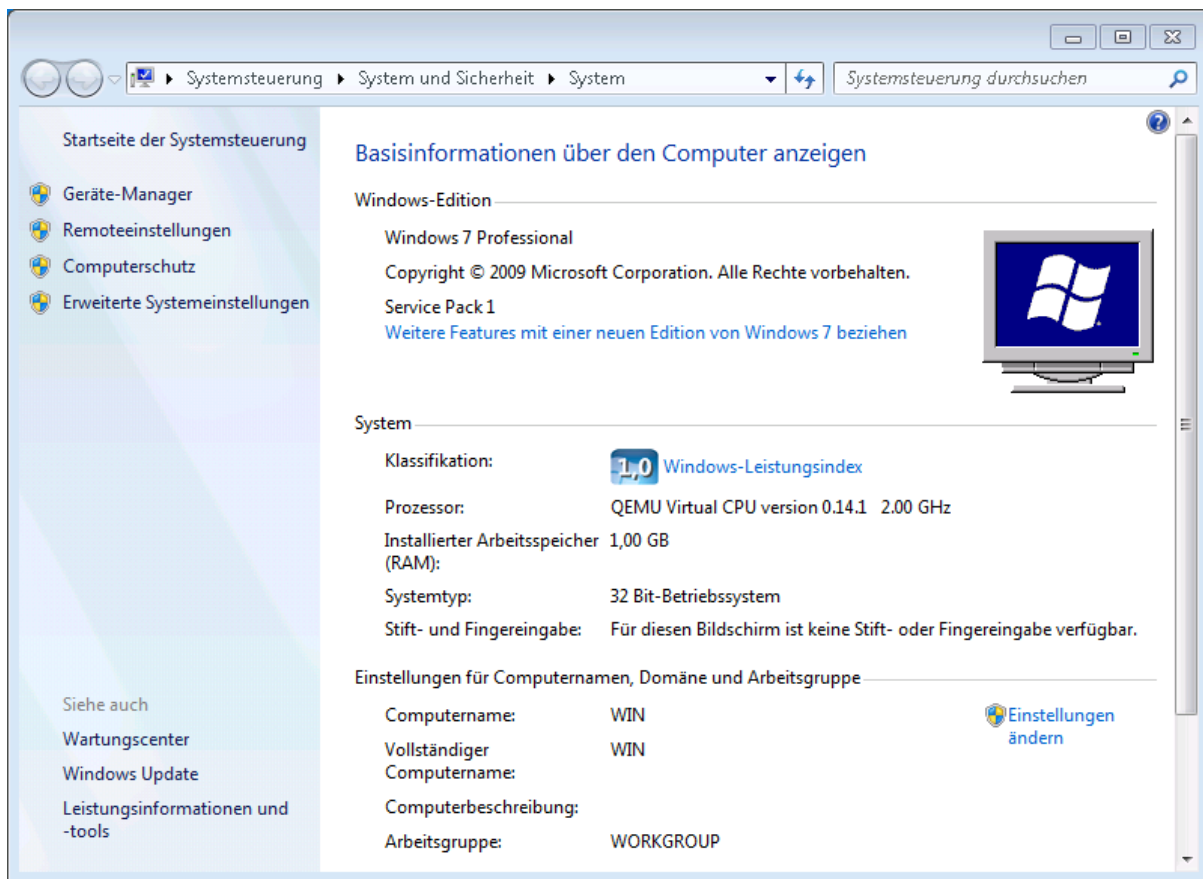 Systemsteuerung System und Sicherheit System
Systemsteuerung durchsuchen
Startseite der Systemsteuerung
Geräte-Manager
Remoteeinstellungen
Computerschutz
Erweiterte Systemeinstellungen
Siehe auch
Wartungscenter
Windows Update
Leistungsinformationen und
-tools
Basisinformationen über den Computer anzeigen
Windows-Edition
Windows 7 Professional
Copyright © 2009 Microsoft Corporation. Alle Rechte vorbehalten.
Service Pack 1
Weitere Features mit einer neuen Edition von Windows 7 beziehen
System
Klassifikation: 1,0 Windows-Leistungsindex
Prozessor: QEMU Virtual CPU version 0.14.1 2.00 GHz
Installierter Arbeitsspeicher 1,00 GB
(RAM):
Systemtyp: 32 Bit-Betriebssystem
Stift- und Fingereingabe: Für diesen Bildschirm ist keine Stift- oder Fingereingabe verfügbar.
Einstellungen für Computernamen, Domäne und Arbeitsgruppe
Computername: WIN
Einstellungen
ändern
Vollständiger WIN
Computername:
Computerbeschreibung:
Arbeitsgruppe: WORKGROUP